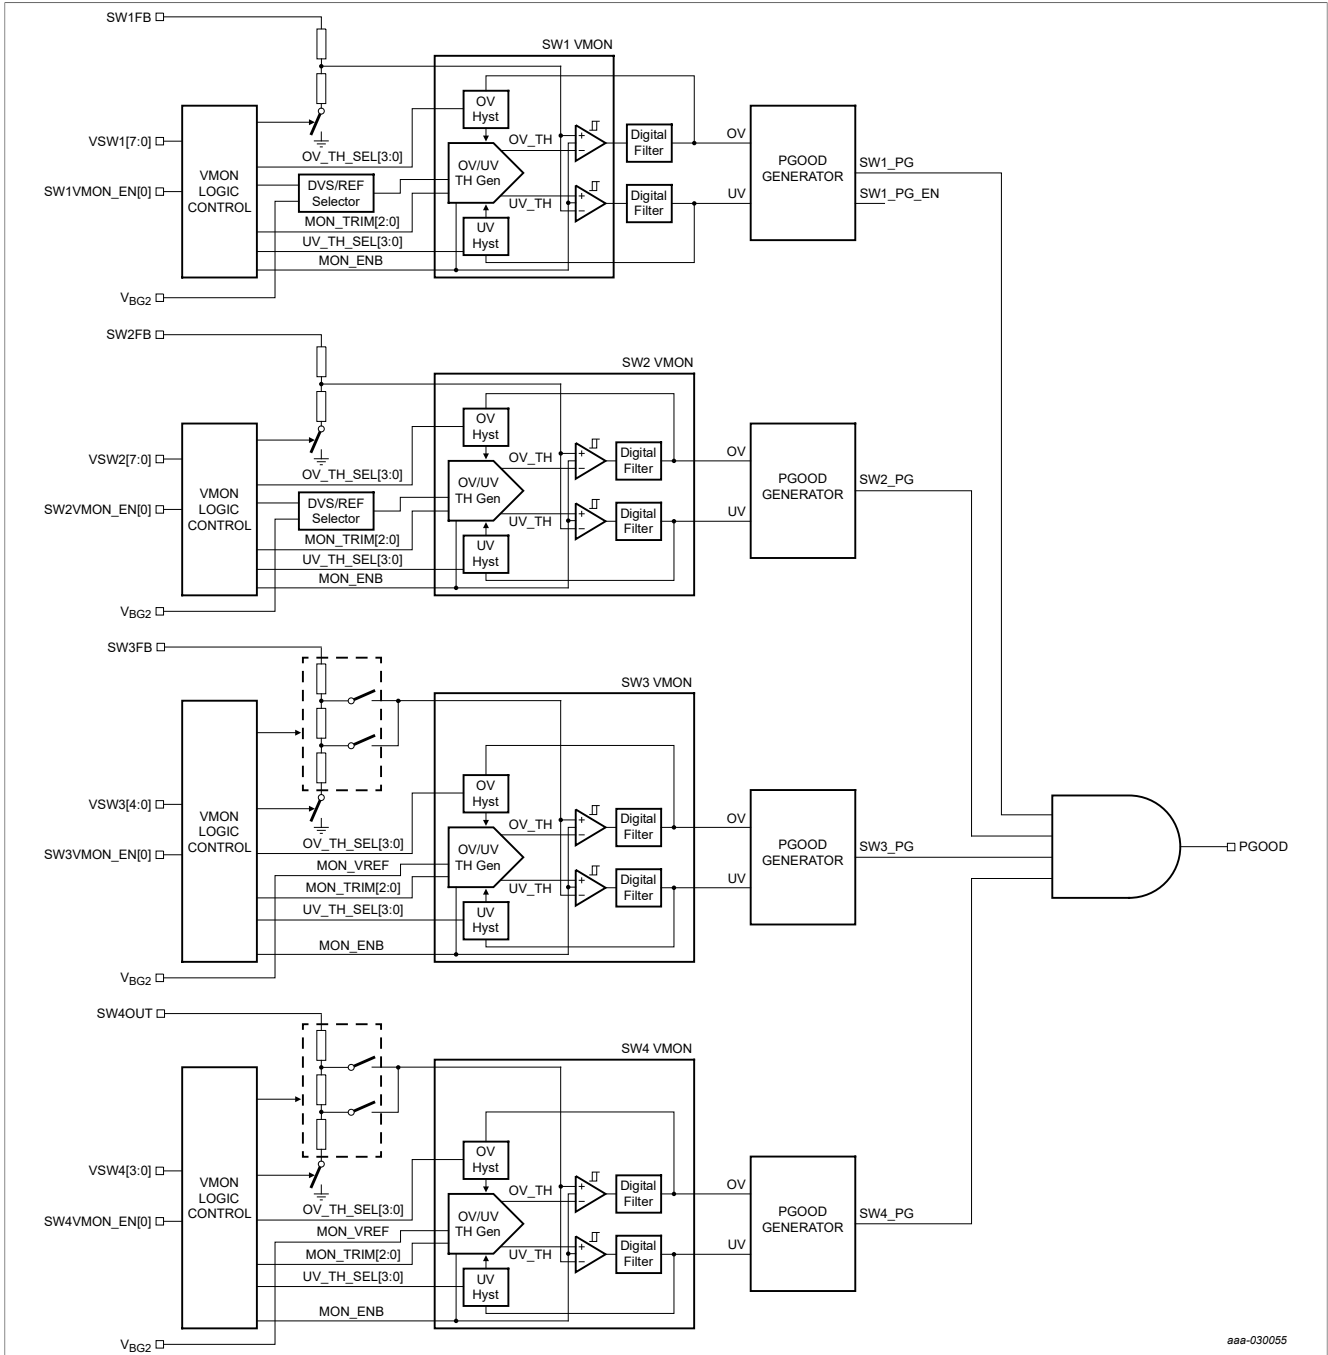 SW1FB
SW1 VMON
VSW1[7:0]
SW1VMON_EN[0]
VMON
LOGIC
CONTROL
OV_TH_SEL[3:0]
DVS/REF
Selector
MON_TRIM[2:0]
UV_TH_SEL[3:0]
MON_ENB
VBG2
OV
Hyst
OV/UV
TH Gen
UV
Hyst
OV_TH
UV_TH
+
−
+
−
Digital
Filter
Digital
Filter
OV
UV
PGOOD
GENERATOR
SW1_PG
SW1_PG_EN
SW2FB
SW2 VMON
VSW2[7:0]
SW2VMON_EN[0]
VMON
LOGIC
CONTROL
OV_TH_SEL[3:0]
DVS/REF
Selector
MON_TRIM[2:0]
UV_TH_SEL[3:0]
MON_ENB
VBG2
OV
Hyst
OV/UV
TH Gen
UV
Hyst
OV_TH
UV_TH
+
−
+
−
Digital
Filter
Digital
Filter
OV
UV
PGOOD
GENERATOR
SW2_PG
SW3FB
SW3 VMON
VSW3[4:0]
SW3VMON_EN[0]
VMON
LOGIC
CONTROL
OV_TH_SEL[3:0]
MON_VREF
MON_TRIM[2:0]
UV_TH_SEL[3:0]
MON_ENB
VBG2
OV
Hyst
OV/UV
TH Gen
UV
Hyst
OV_TH
UV_TH
+
−
+
−
Digital
Filter
Digital
Filter
OV
UV
PGOOD
GENERATOR
SW3_PG
PGOOD
SW4OUT
SW4 VMON
VSW4[3:0]
SW4VMON_EN[0]
VMON
LOGIC
CONTROL
OV_TH_SEL[3:0]
MON_VREF
MON_TRIM[2:0]
UV_TH_SEL[3:0]
MON_ENB
VBG2
OV
Hyst
OV/UV
TH Gen
UV
Hyst
OV_TH
UV_TH
+
−
+
−
Digital
Filter
Digital
Filter
OV
UV
PGOOD
GENERATOR
SW4_PG
aaa-030055